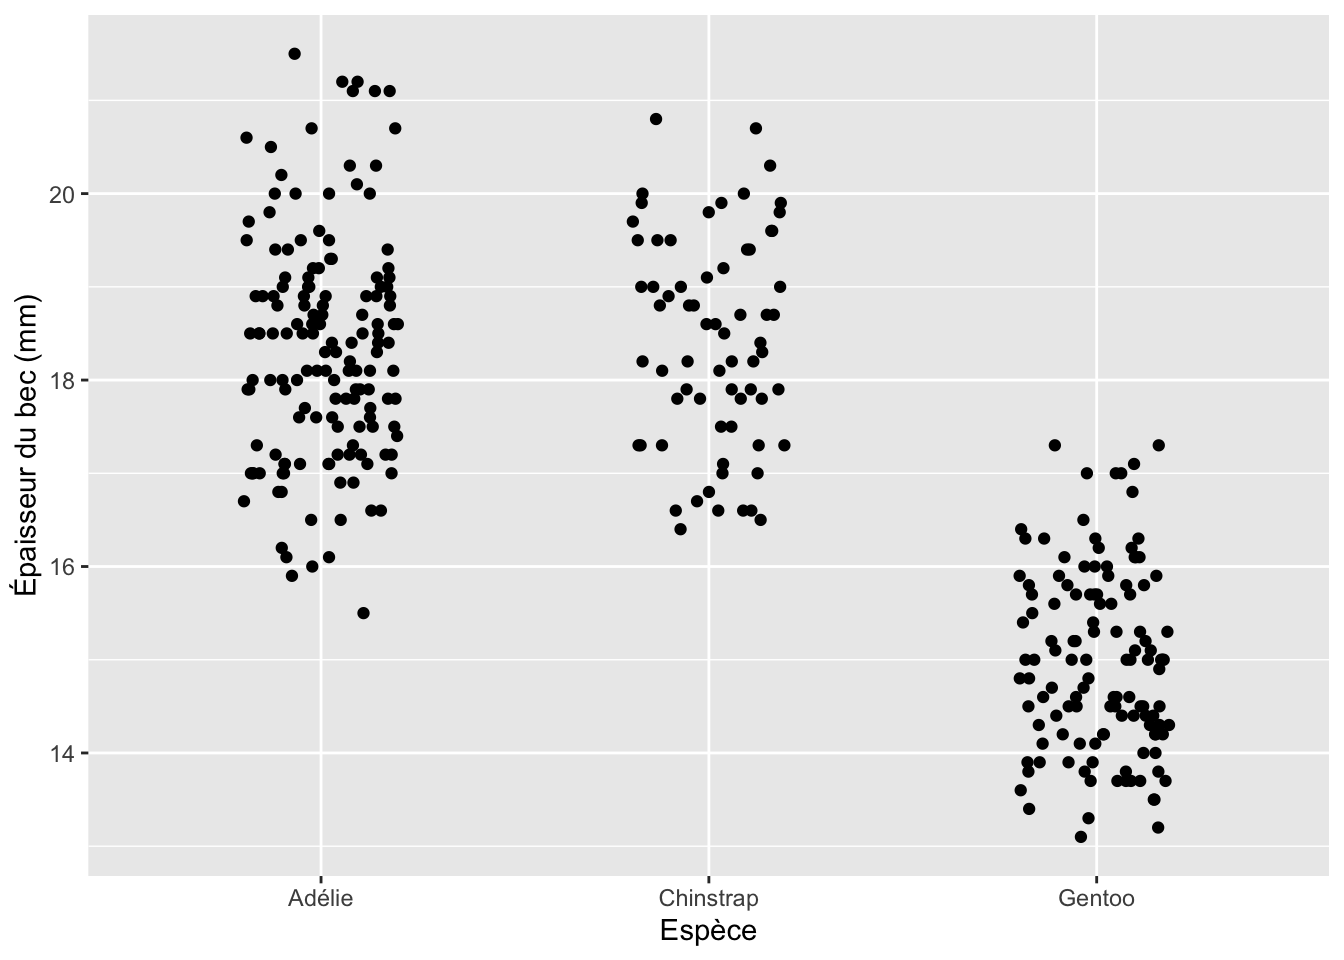 Épaisseur du bec (mm)
20
18
16
14
Adélie
Chinstrap
Gentoo
Espèce